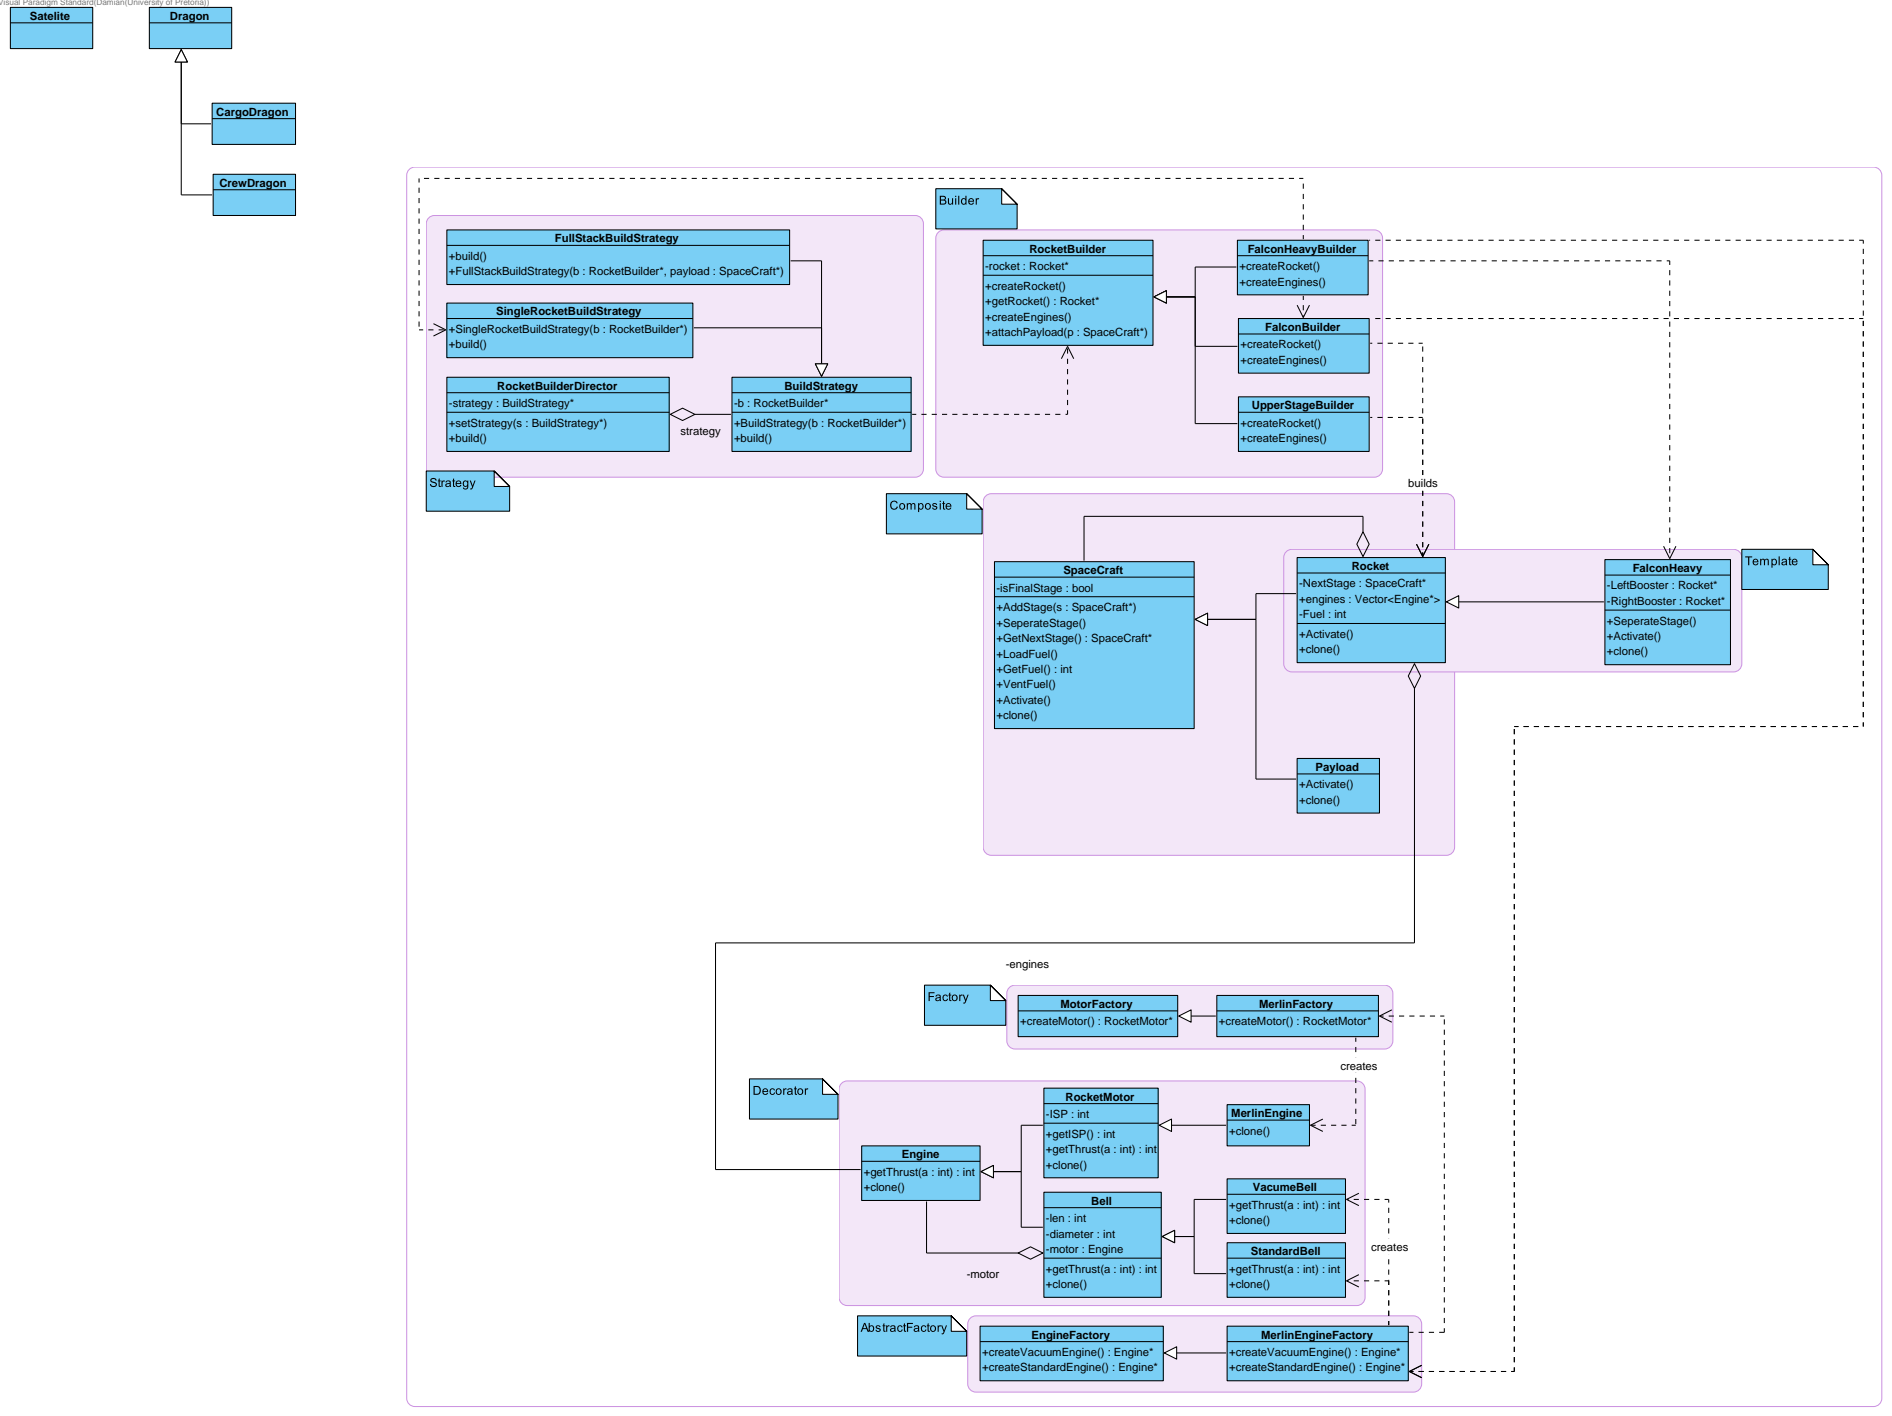 Visual Paradigm Standard(Damian(University of Pretoria))
Satelite
Dragon
CargoDragon
CrewDragon
Builder
FullStackBuildStrategy
+build()
+FullStackBuildStrategy(b : RocketBuilder*, payload : SpaceCraft*)
SingleRocketBuildStrategy
+SingleRocketBuildStrategy(b : RocketBuilder*)
+build()
RocketBuilderDirector
-strategy : BuildStrategy*
+setStrategy(s : BuildStrategy*)
+build()
strategy
BuildStrategy
-b : RocketBuilder*
+BuildStrategy(b : RocketBuilder*)
+build()
Strategy
RocketBuilder
-rocket : Rocket*
+createRocket()
+getRocket() : Rocket*
+createEngines()
+attachPayload(p : SpaceCraft*)
FalconHeavyBuilder
+createRocket()
+createEngines()
FalconBuilder
+createRocket()
+createEngines()
UpperStageBuilder
+createRocket()
+createEngines()
builds
Composite
SpaceCraft
-isFinalStage : bool
+AddStage(s : SpaceCraft*)
+SeperateStage()
+GetNextStage() : SpaceCraft*
+LoadFuel()
+GetFuel() : int
+VentFuel()
+Activate()
+clone()
Rocket
-NextStage : SpaceCraft*
+engines : Vector<Engine*>
-Fuel : int
+Activate()
+clone()
FalconHeavy
-LeftBooster : Rocket*
-RightBooster : Rocket*
+SeperateStage()
+Activate()
+clone()
Template
Payload
+Activate()
+clone()
-engines
Factory
MotorFactory
+createMotor() : RocketMotor*
MerlinFactory
+createMotor() : RocketMotor*
creates
Decorator
RocketMotor
-ISP : int
+getISP() : int
+getThrust(a : int) : int
+clone()
MerlinEngine
+clone()
Engine
+getThrust(a : int) : int
+clone()
Bell
-len : int
-diameter : int
-motor : Engine
+getThrust(a : int) : int
+clone()
-motor
VacumeBell
+getThrust(a : int) : int
+clone()
creates
StandardBell
+getThrust(a : int) : int
+clone()
AbstractFactory
EngineFactory
+createVacuumEngine() : Engine*
+createStandardEngine() : Engine*
MerlinEngineFactory
+createVacuumEngine() : Engine*
+createStandardEngine() : Engine*